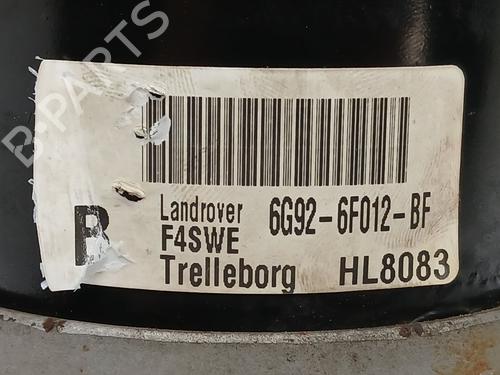 B-PARTS
Landrover 6G92-6F012-BF
R F4SWE
Trelleborg HL8083